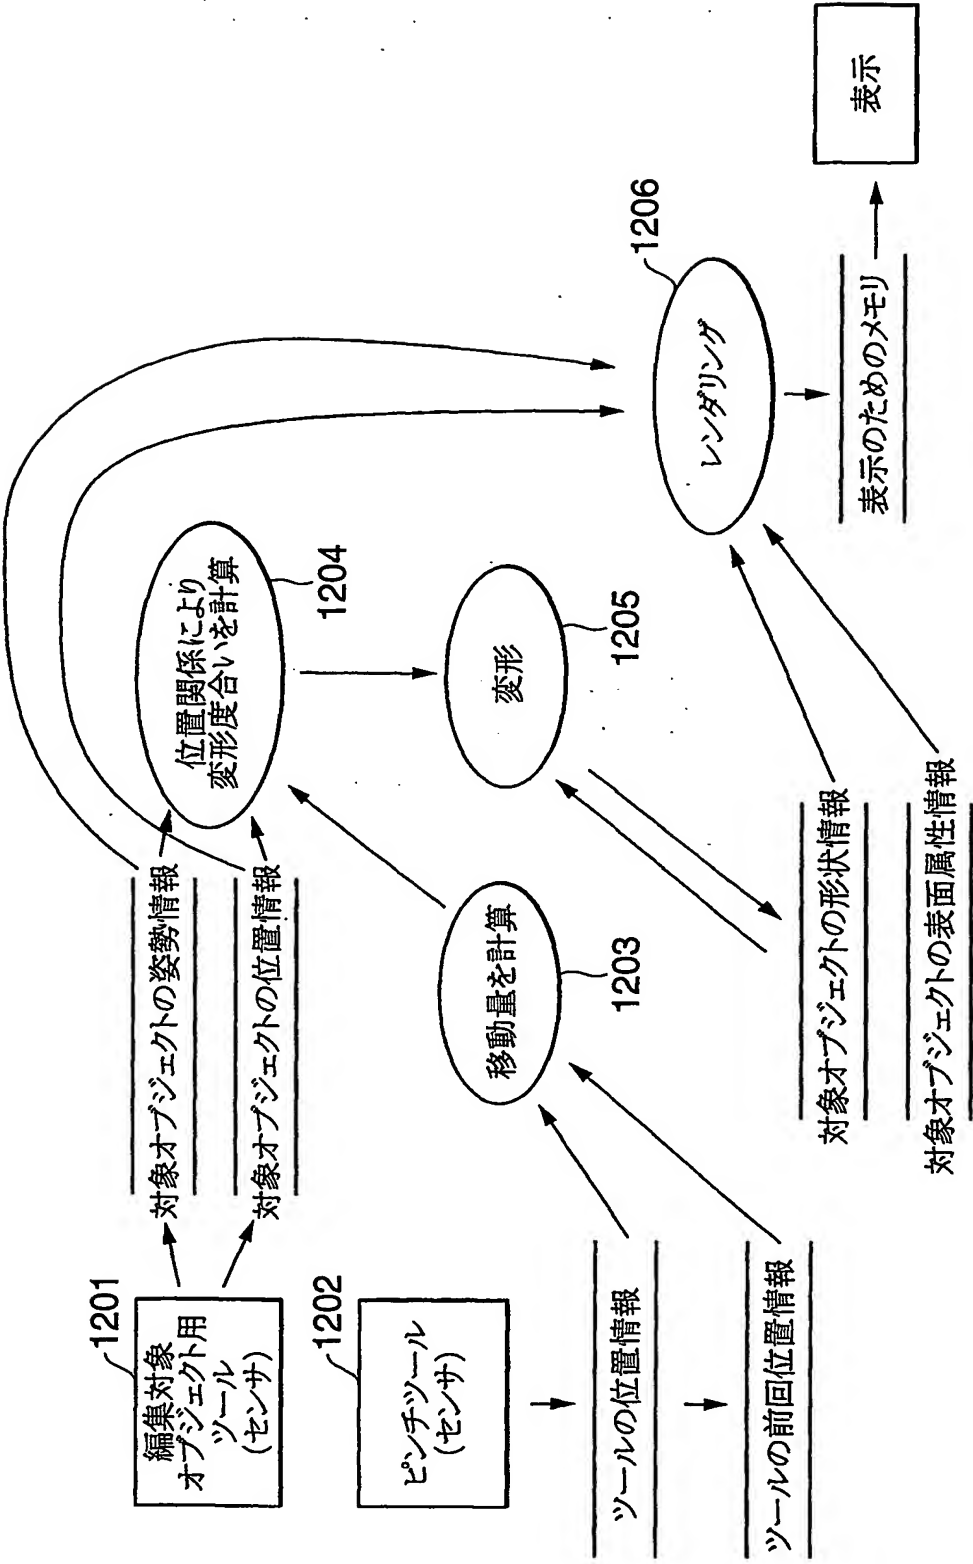 1201
編集対象
オブジェクト用
ツール
(センサ)
対象オブジェクトの姿勢情報
対象オブジェクトの位置情報
位置関係により
変形度合いを計算
1204
1202
ピンチツール
(センサ)
ツールの位置情報
ツールの前回位置情報
移動量を計算
1203
変形
1205
対象オブジェクトの形状情報
対象オブジェクトの表面属性情報
レンダリング
1206
表示のためのメモリ
表示